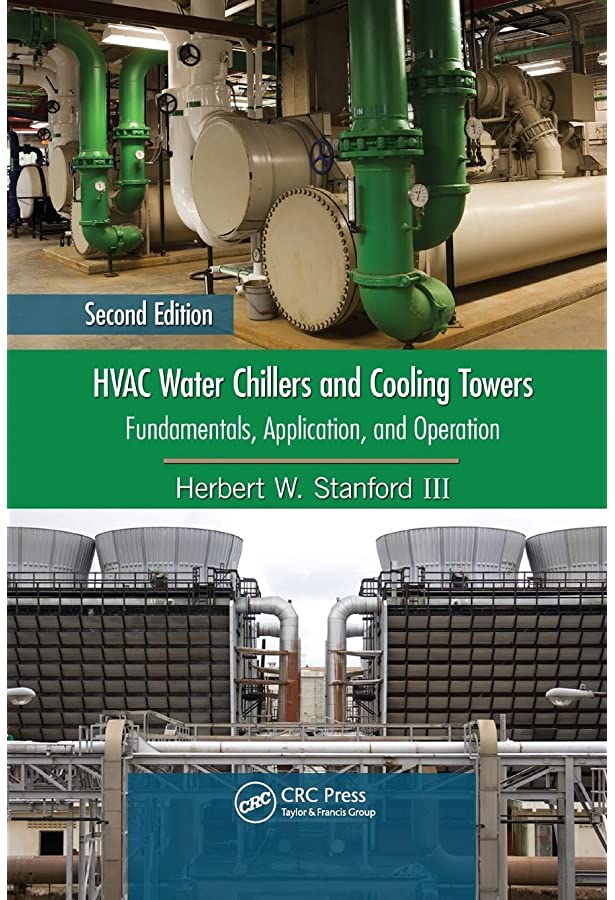 Second Edition
HVAC Water Chillers and Cooling Towers
Fundamentals, Application, and Operation
Herbert W. Stanford III
CRC
CRC Press
Taylor & Francis Group